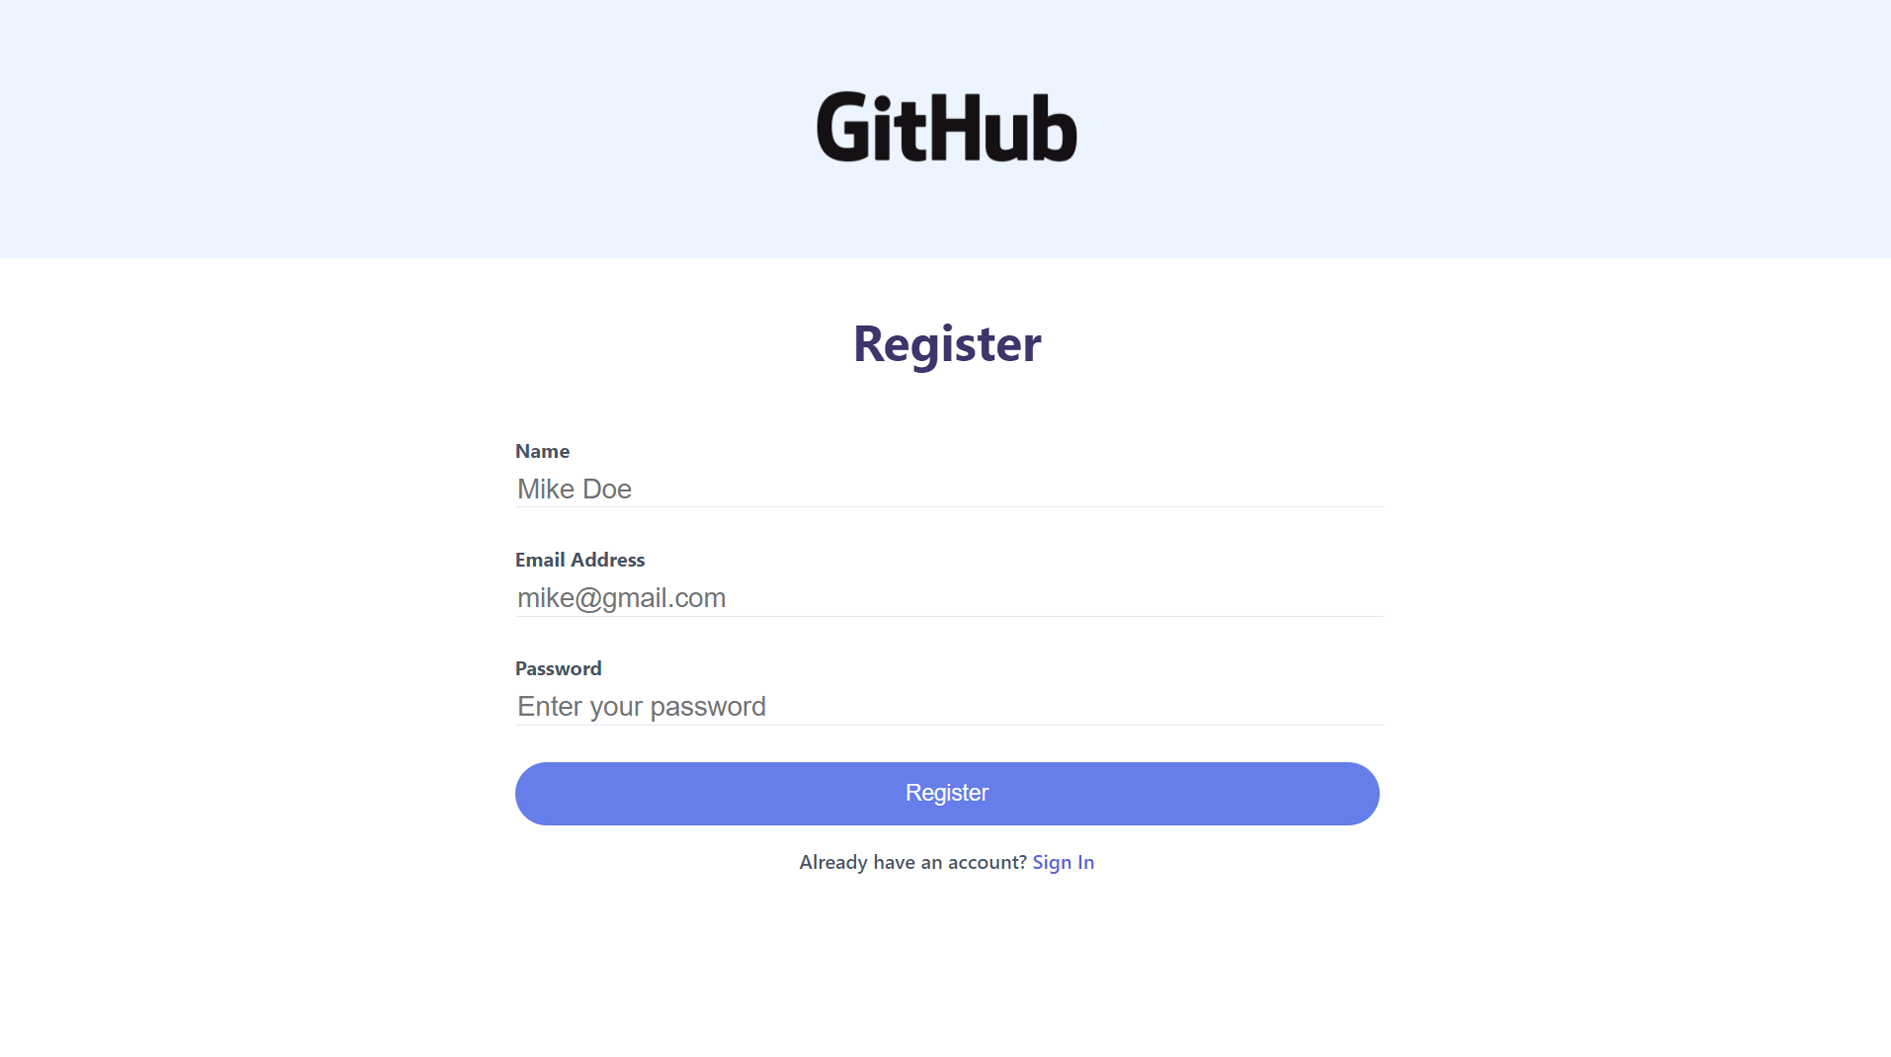 GitHub
Register
Name
Mike Doe
Email Address
mike@gmail.com
Password
Enter your password
Register
Already have an account? Sign In